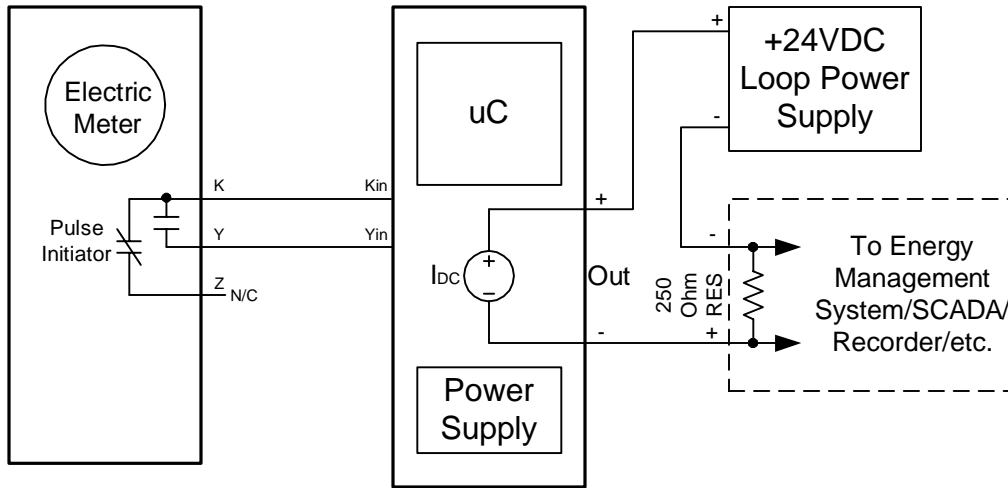 Electric
Meter
Pulse
Initiator
K
Y
Z
N/C
Kin
Yin
uC
IDC
+
−
Power
Supply
+
Out
-
+
-
+24VDC
Loop Power
Supply
-
+
250
Ohm
RES
To Energy
Management
System/SCADA/
Recorder/etc.